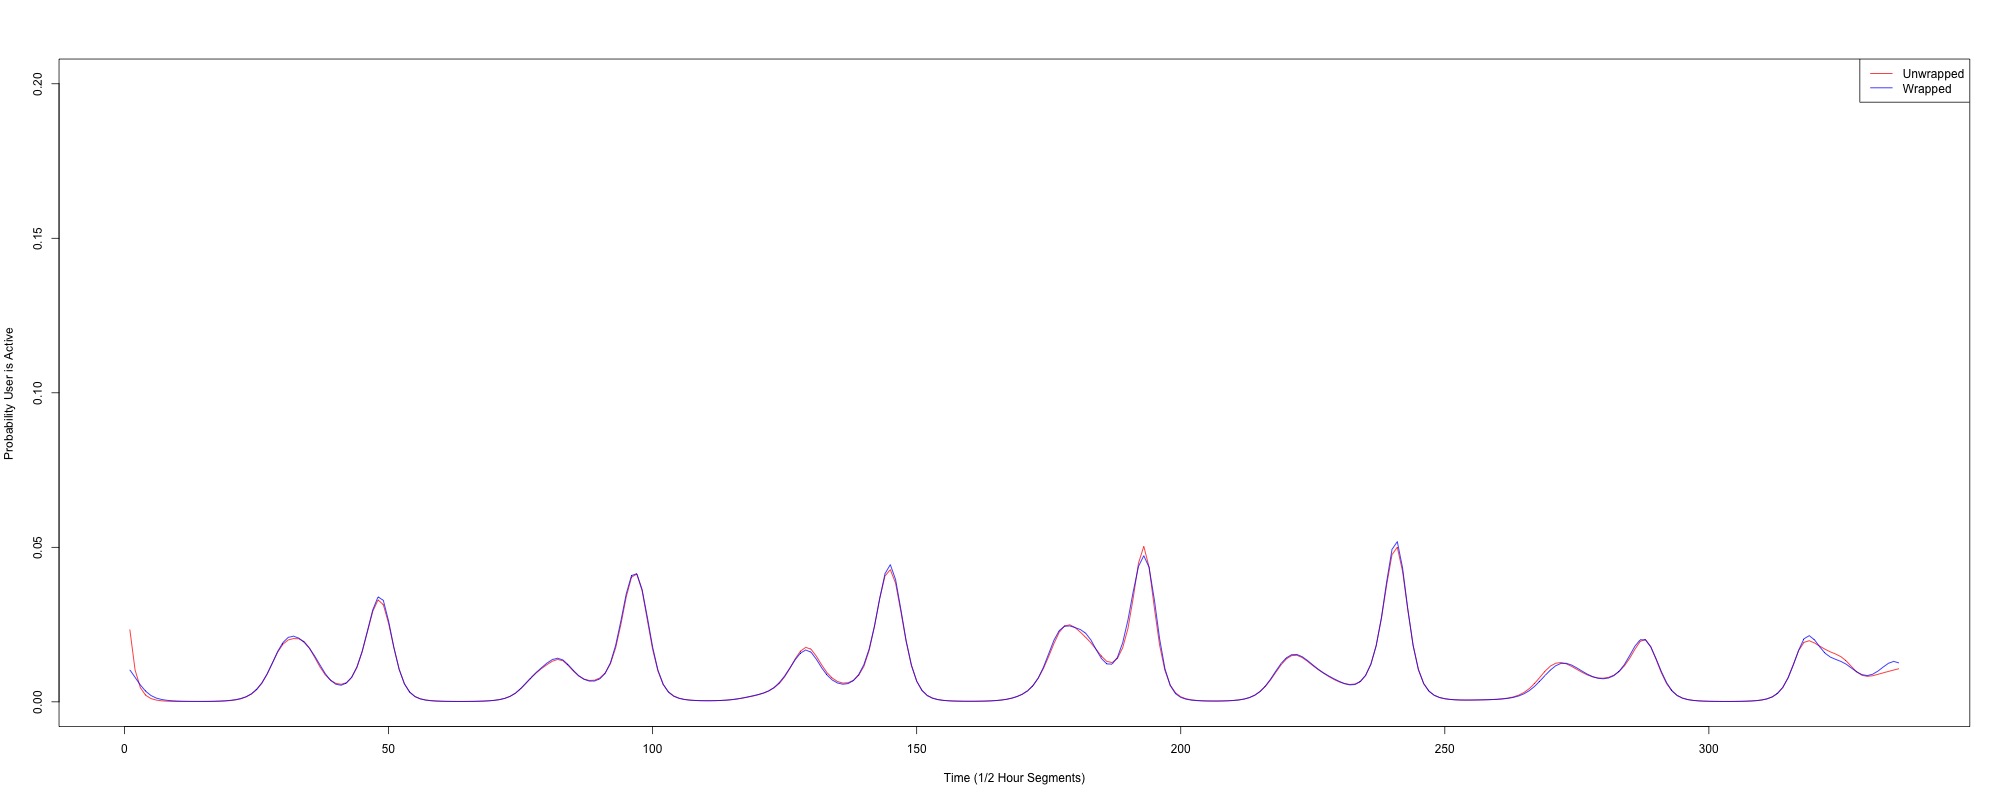 Unwrapped
Wrapped
Probability User is Active
0.20
0.15
0.10
0.05
0.00
0 50 100 150 200 250 300
Time (1/2 Hour Segments)